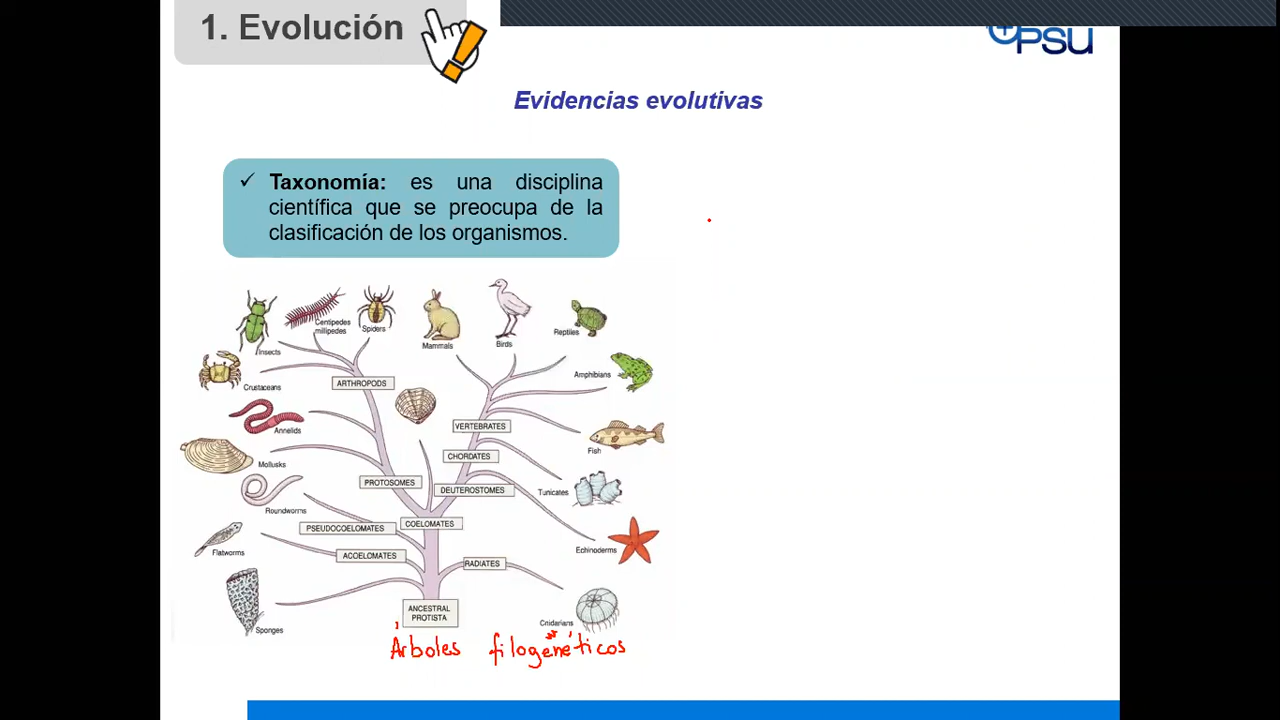 1. Evolución
PSU
Evidencias evolutivas
✓ Taxonomía: es una disciplina
científica que se preocupa de la
clasificación de los organismos.
Insects
Centipedes
millipedes
Spiders
Mammals
Birds
Reptiles
Crustaceans
ARTHROPODS
Amphibians
Annelids
VERTEBRATES
Fish
Mollusks
CHORDATES
PROTOSOMES
DEUTEROSTOMES
Tunicates
Roundworms
PSEUDOCOELOMATES
COELOMATES
Flatworms
ACOELOMATES
RADIATES
Echinoderms
ANCESTRAL
PROTISTA
Sponges
Cnidarians
Árboles filogenéticos